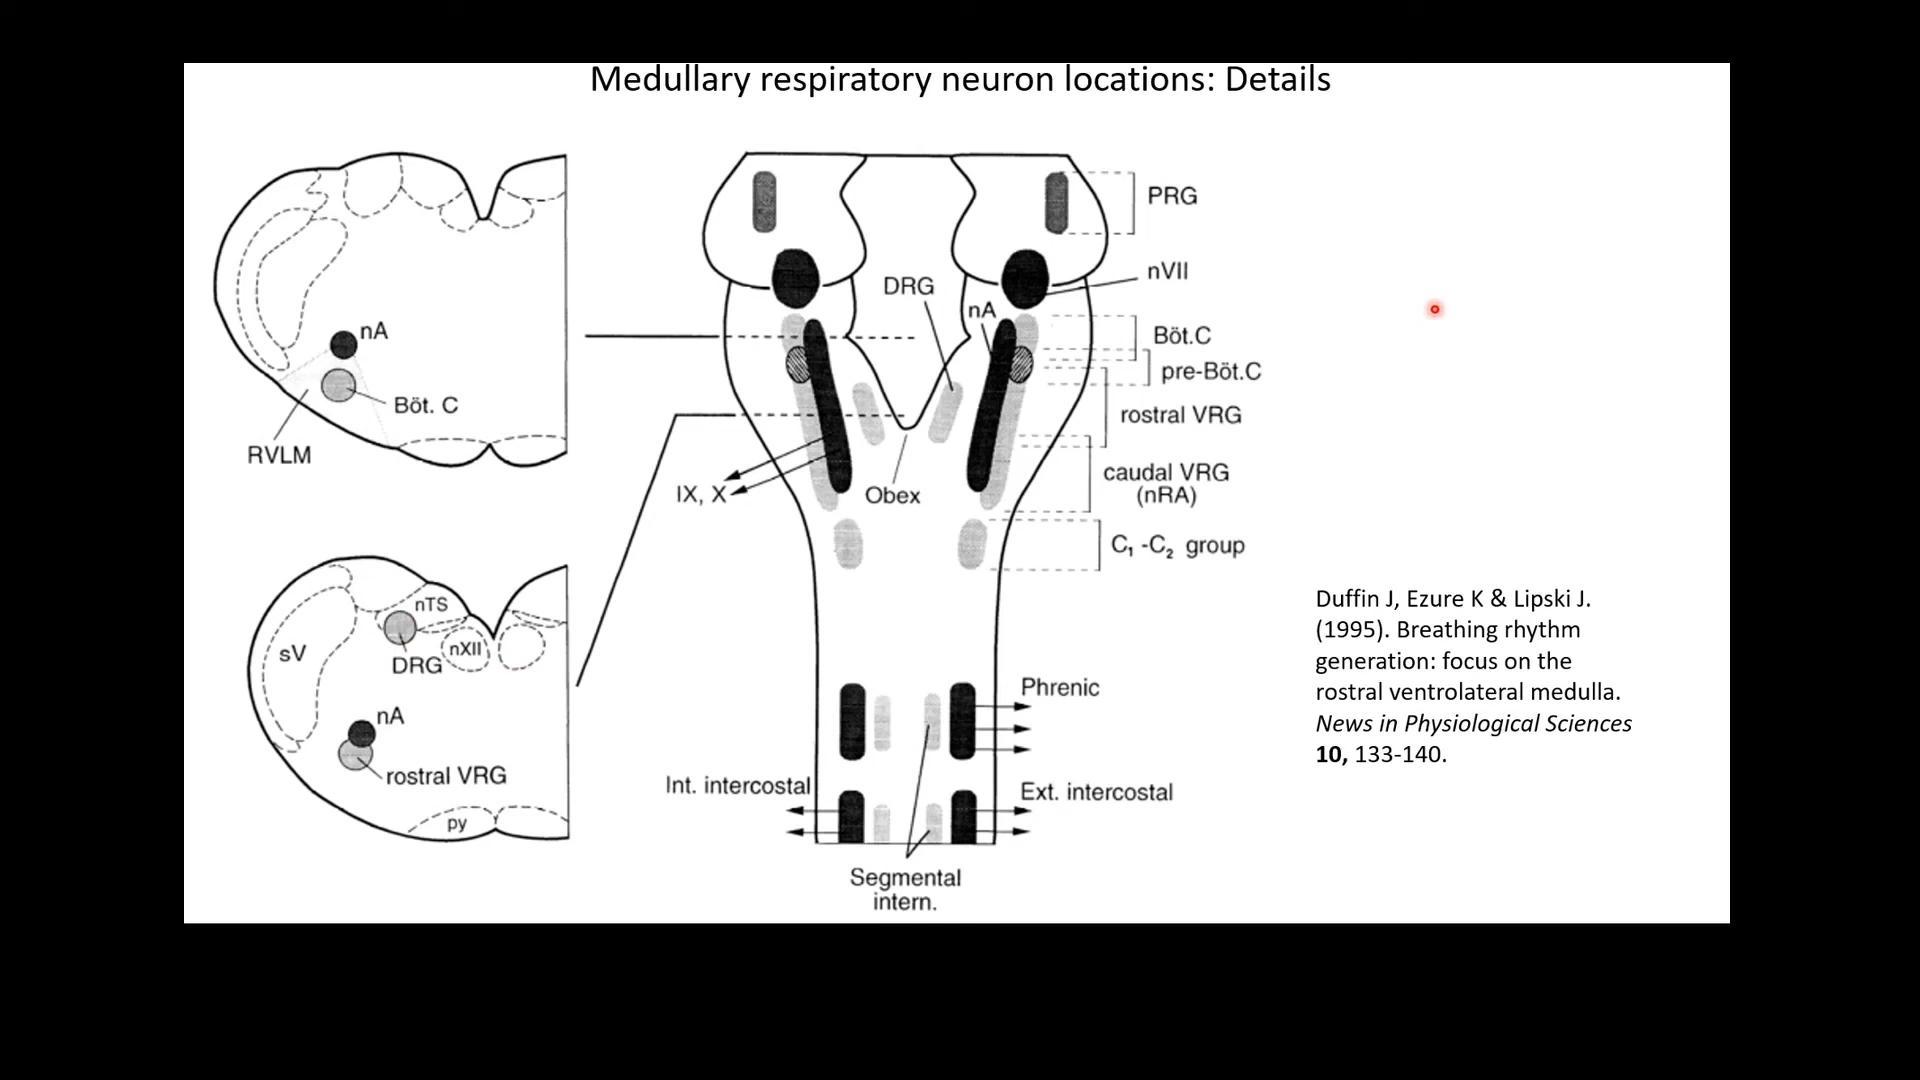 Medullary respiratory neuron locations: Details
nA
Böt. C
RVLM
nTS
sV
nXII
DRG
nA
rostral VRG
py
PRG
nVII
DRG
nA
Böt.C
pre-Böt.C
rostral VRG
caudal VRG
(nRA)
IX, X
Obex
C₁ -C₂ group
Phrenic
Int. intercostal
Ext. intercostal
Segmental
intern.
Duffin J, Ezure K & Lipski J.
(1995). Breathing rhythm
generation: focus on the
rostral ventrolateral medulla.
News in Physiological Sciences
10, 133-140.